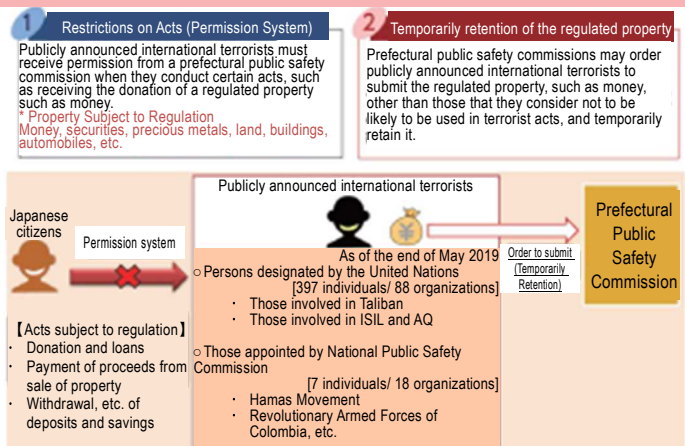 1 Restrictions on Acts (Permission System)
Publicly announced international terrorists must
receive permission from a prefectural public safety
commission when they conduct certain acts, such
as receiving the donation of a regulated property
such as money.
* Property Subject to Regulation
Money, securities, precious metals, land, buildings,
automobiles, etc.
2 Temporarily retention of the regulated property
Prefectural public safety commissions may order
publicly announced international terrorists to
submit the regulated property, such as money,
other than those that they consider not to be
likely to be used in terrorist acts, and temporarily
retain it.
Japanese
citizens
Permission system
【Acts subject to regulation】
・ Donation and loans
・ Payment of proceeds from
sale of property
・ Withdrawal, etc. of
deposits and savings
Publicly announced international terrorists
¥
As of the end of May 2019
○ Persons designated by the United Nations
[397 individuals/ 88 organizations]
・ Those involved in Taliban
・ Those involved in ISIL and AQ
○ Those appointed by National Public Safety
Commission
[7 individuals/ 18 organizations]
・ Hamas Movement
・ Revolutionary Armed Forces of
Colombia, etc.
Order to submit
(Temporarily
Retention)
Prefectural
Public
Safety
Commission